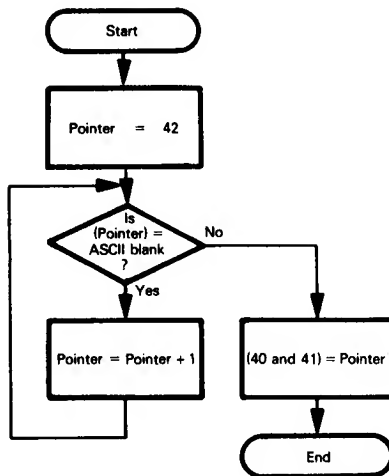 Start
Pointer = 42
Is
(Pointer) =
ASCII blank
?
No
Yes
Pointer = Pointer + 1
(40 and 41) = Pointer
End